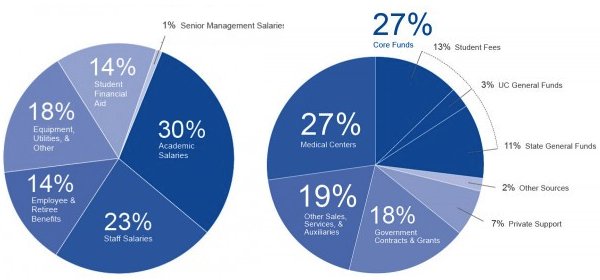 1% Senior Management Salaries
14%
Student
Financial
Aid
18%
Equipment,
Utilities, &
Other
30%
Academic
Salaries
14%
Employee &
Retiree
Benefits
23%
Staff Salaries
27%
Core Funds
13% Student Fees
3% UC General Funds
27%
Medical Centers
11% State General Funds
2% Other Sources
19%
Other Sales,
Services, &
Auxiliaries
18%
Government
Contracts & Grants
7% Private Support